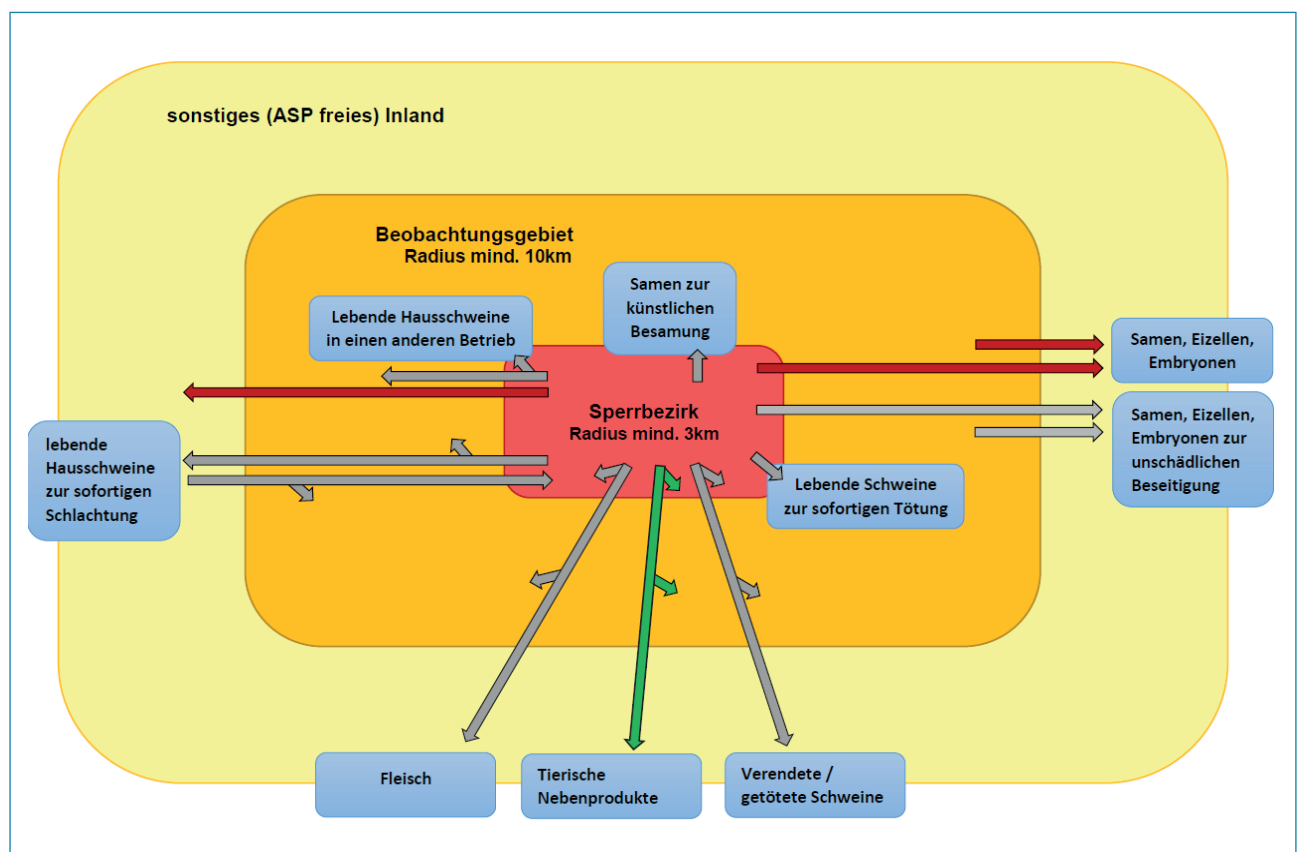 sonstiges (ASP freies) Inland
Beobachtungsgebiet
Radius mind. 10km
Samen zur
künstlichen
Besamung
Lebende Hausschweine
in einen anderen Betrieb
Samen, Eizellen,
Embryonen
Sperrbezirk
Radius mind. 3km
Samen, Eizellen,
Embryonen zur
unschädlichen
Beseitigung
lebende
Hausschweine
zur sofortigen
Schlachtung
Lebende Schweine
zur sofortigen Tötung
Fleisch
Tierische
Nebenprodukte
Verendete /
getötete Schweine